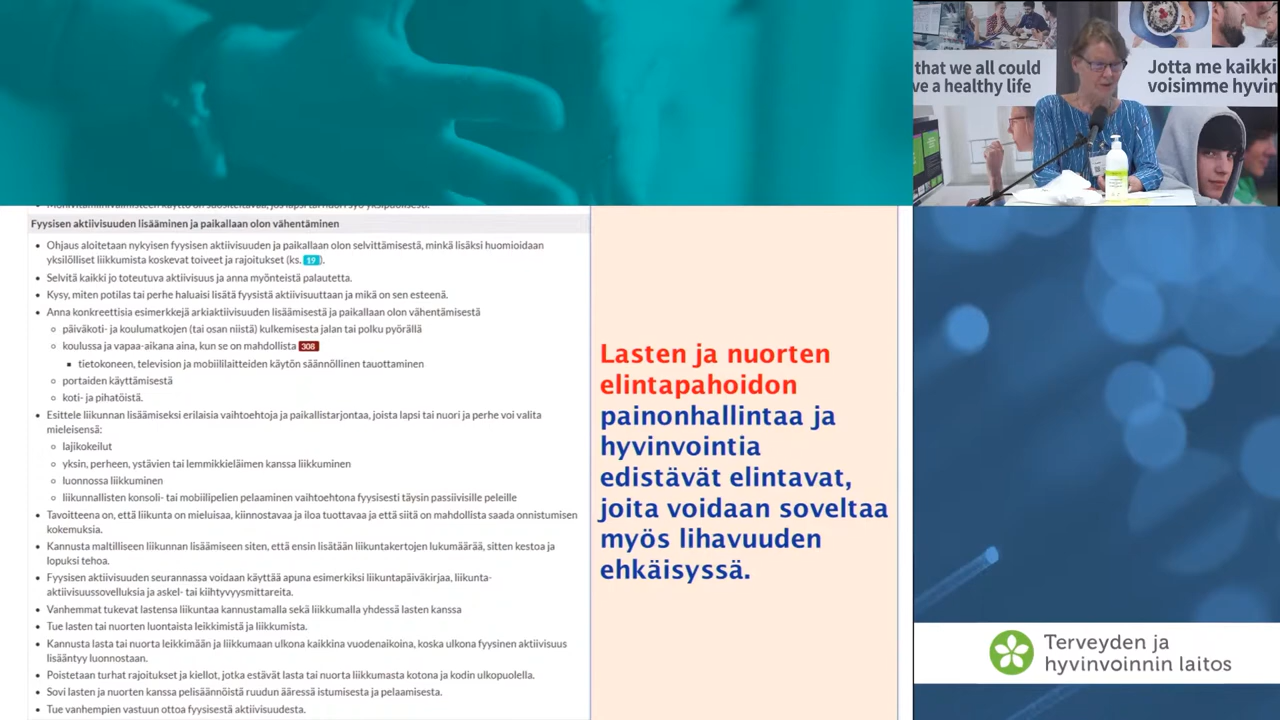 that we all could
ve a healthy life
Jotta me kaikki
voisimme hyvin
Monivitamiinivalmisteen käyttö on suositeltavaa, jos lapsi tai nuori syö yksipuolisesti.
Fyysisen aktiivisuuden lisääminen ja paikallaan olon vähentäminen
• Ohjaus aloitetaan nykyisen fyysisen aktiivisuuden ja paikallaan olon selvittämisestä, minkä lisäksi huomioidaan
yksilölliset liikkumista koskevat toiveet ja rajoitukset (ks. 19).
• Selvitä kaikki jo toteutuva aktiivisuus ja anna myönteistä palautetta.
• Kysy, miten potilas tai perhe haluaisi lisätä fyysistä aktiivisuuttaan ja mikä on sen esteenä.
• Anna konkreettisia esimerkkejä arkiaktiivisuuden lisäämisestä ja paikallaan olon vähentämisestä
päiväkoti- ja koulumatkojen (tai osan niistä) kulkemisesta jalan tai polku pyörällä
koulussa ja vapaa-aikana aina, kun se on mahdollista 308
tietokoneen, television ja mobiililaitteiden käytön säännöllinen tauottaminen
portaiden käyttämisestä
koti- ja pihatöistä.
• Esittele liikunnan lisäämiseksi erilaisia vaihtoehtoja ja paikallistarjontaa, joista lapsi tai nuori ja perhe voi valita
mieleisensä:
lajikokeilut
yksin, perheen, ystävien tai lemmikkieläimen kanssa liikkuminen
luonnossa liikkuminen
liikunnallisten konsoli- tai mobiilipelien pelaaminen vaihtoehtona fyysisesti täysin passiivisille peleille
• Tavoitteena on, että liikunta on mieluisaa, kiinnostavaa ja iloa tuottavaa ja että siitä on mahdollista saada onnistumisen
kokemuksia.
• Kannusta maltilliseen liikunnan lisäämiseen siten, että ensin lisätään liikuntakertojen lukumäärää, sitten kestoa ja
lopuksi tehoa.
• Fyysisen aktiivisuuden seurannassa voidaan käyttää apuna esimerkiksi liikuntapäiväkirjaa, liikunta-
aktiivisuussovelluksia ja askel- tai kiihtyvyysmittareita.
• Vanhemmat tukevat lastensa liikuntaa kannustamalla sekä liikkumalla yhdessä lasten kanssa
• Tue lasten tai nuorten luontaista leikkimistä ja liikkumista.
• Kannusta lasta tai nuorta leikkimään ja liikkumaan ulkona kaikkina vuodenaikoina, koska ulkona fyysinen aktiivisuus
lisääntyy luonnostaan.
• Poistetaan turhat rajoitukset ja kiellot, jotka estävät lasta tai nuorta liikkumasta kotona ja kodin ulkopuolella.
• Sovi lasten ja nuorten kanssa pelisäännöistä ruudun ääressä istumisesta ja pelaamisesta.
• Tue vanhempien vastuun ottoa fyysisestä aktiivisuudesta.
Lasten ja nuorten
elintapahoidon
painonhallintaa ja
hyvinvointia
edistävät elintavat,
joita voidaan soveltaa
myös lihavuuden
ehkäisyssä.
Terveyden ja
hyvinvoinnin laitos